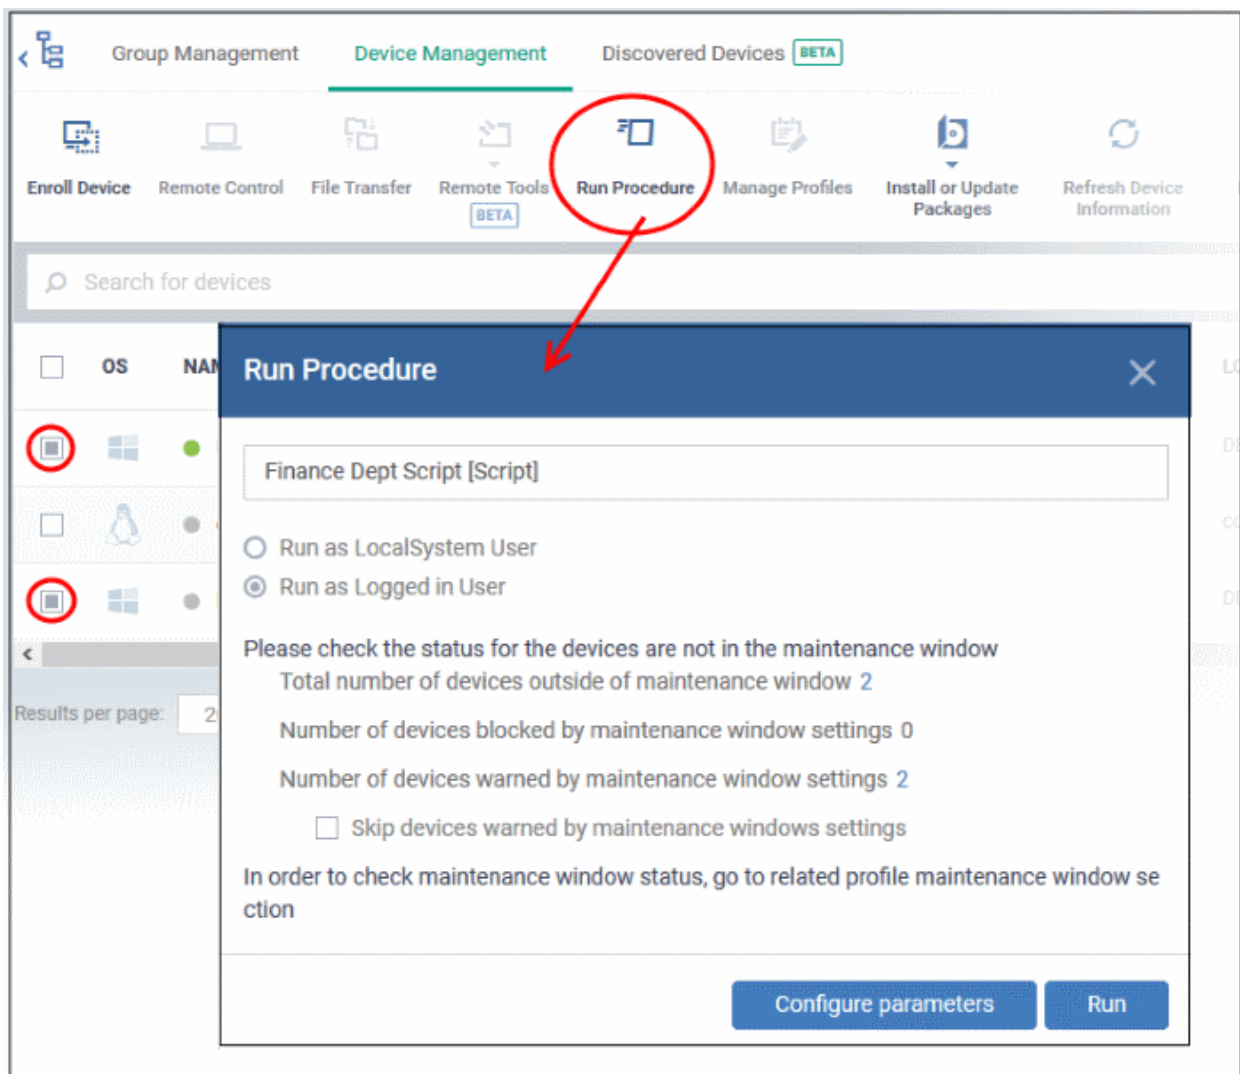 Group Management Device Management Discovered Devices BETA
Enroll Device Remote Control File Transfer Remote Tools Run Procedure Manage Profiles Install or Update Refresh Device
BETA Packages Information
Search for devices
OS
Run Procedure
Finance Dept Script [Script]
Run as LocalSystem User
Run as Logged in User
Please check the status for the devices are not in the maintenance window
Total number of devices outside of maintenance window 2
Results per page:
Number of devices blocked by maintenance window settings 0
Number of devices warned by maintenance window settings 2
Skip devices warned by maintenance windows settings
In order to check maintenance window status, go to related profile maintenance window se
ction
Configure parameters Run